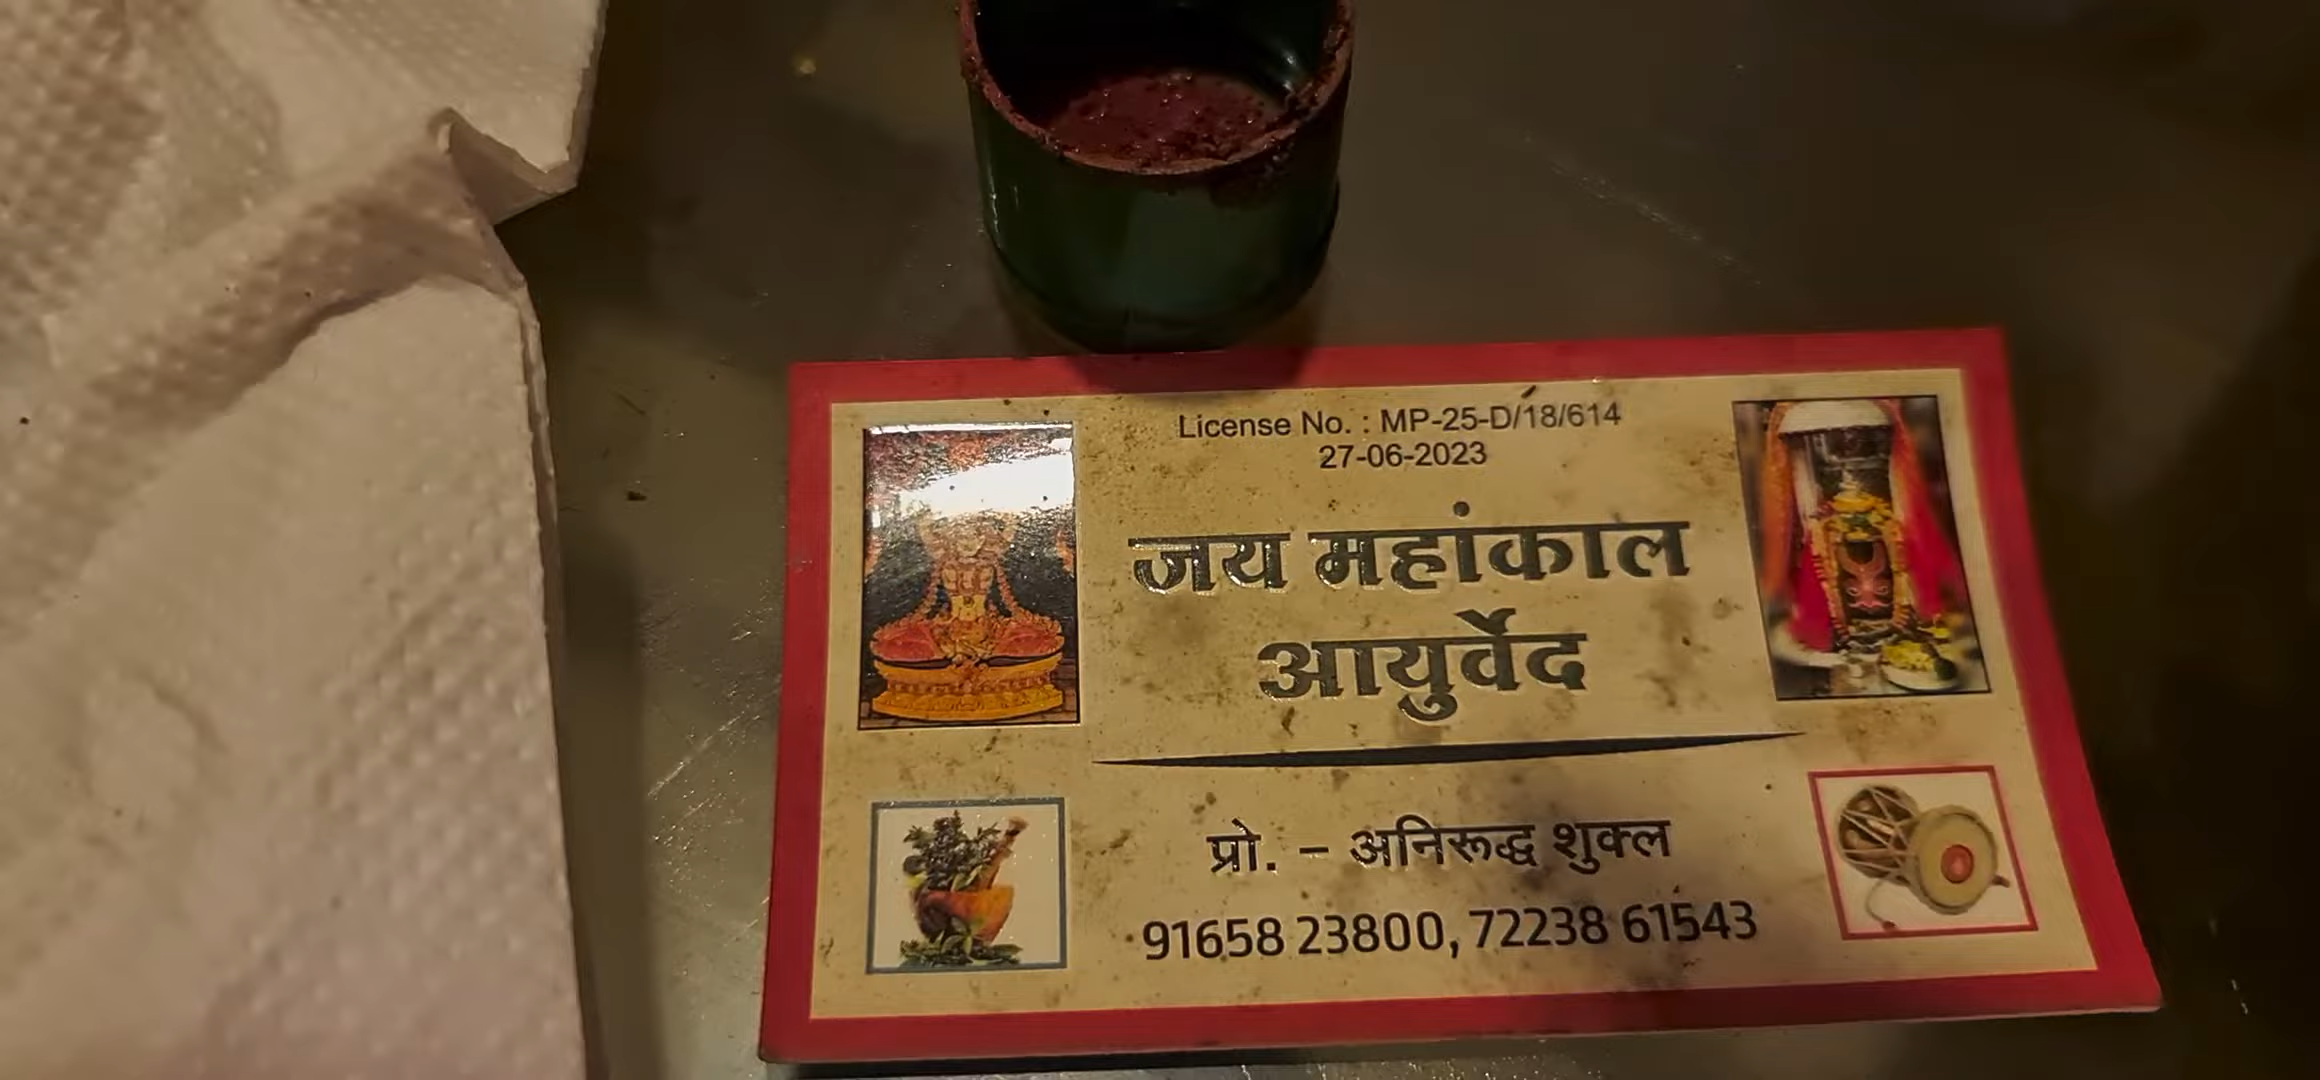 License No. : MP-25-D/18/614
27-06-2023
जय महांकाल
आयुर्वेद
प्रो. – अनिरूद्ध शुक्ल
91658 23800, 72238 61543